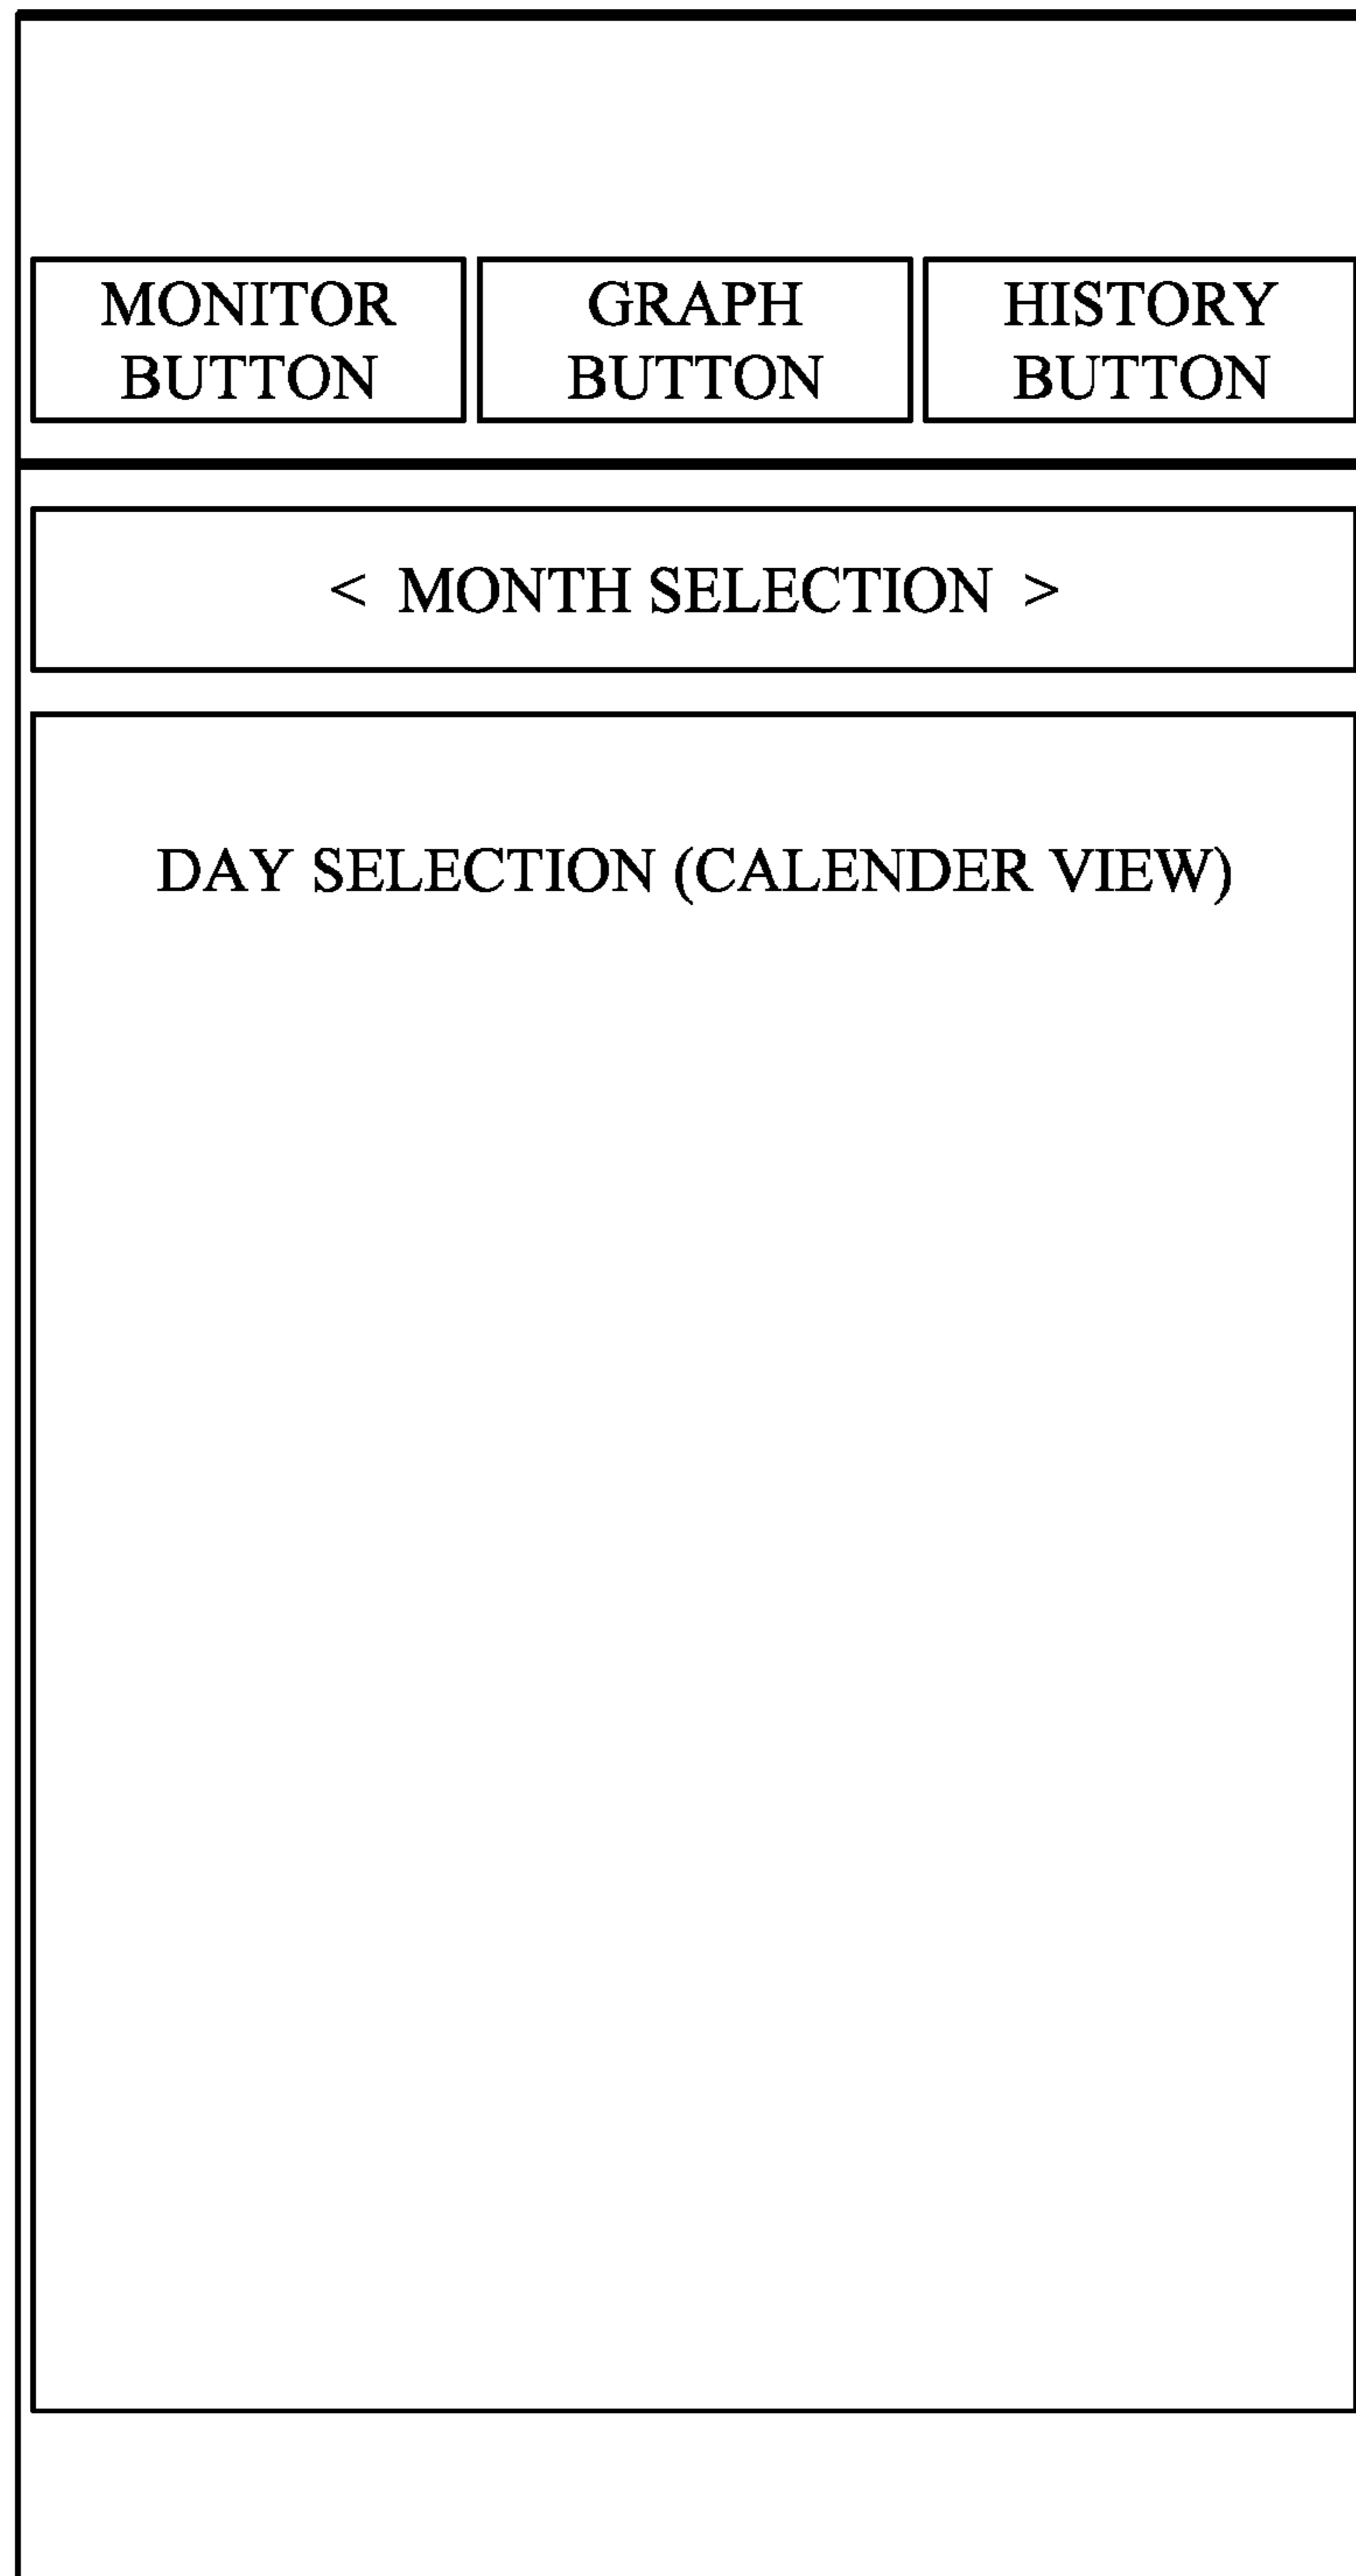 MONITOR
BUTTON
GRAPH
BUTTON
HISTORY
BUTTON
< MONTH SELECTION >
DAY SELECTION (CALENDER VIEW)